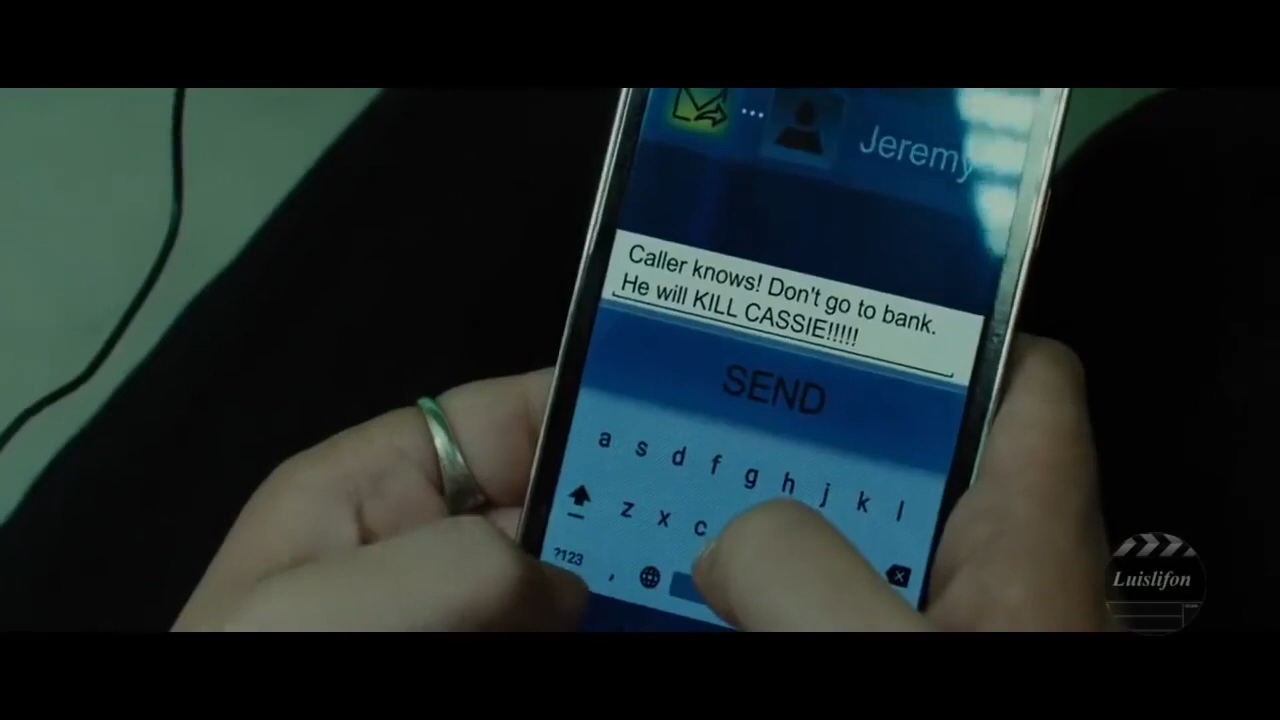 ... Jeremy
Caller knows! Don't go to bank.
He will KILL CASSIE!!!!!
SEND
a s d f g h j k l
z x c
?123 ,
Luislifon